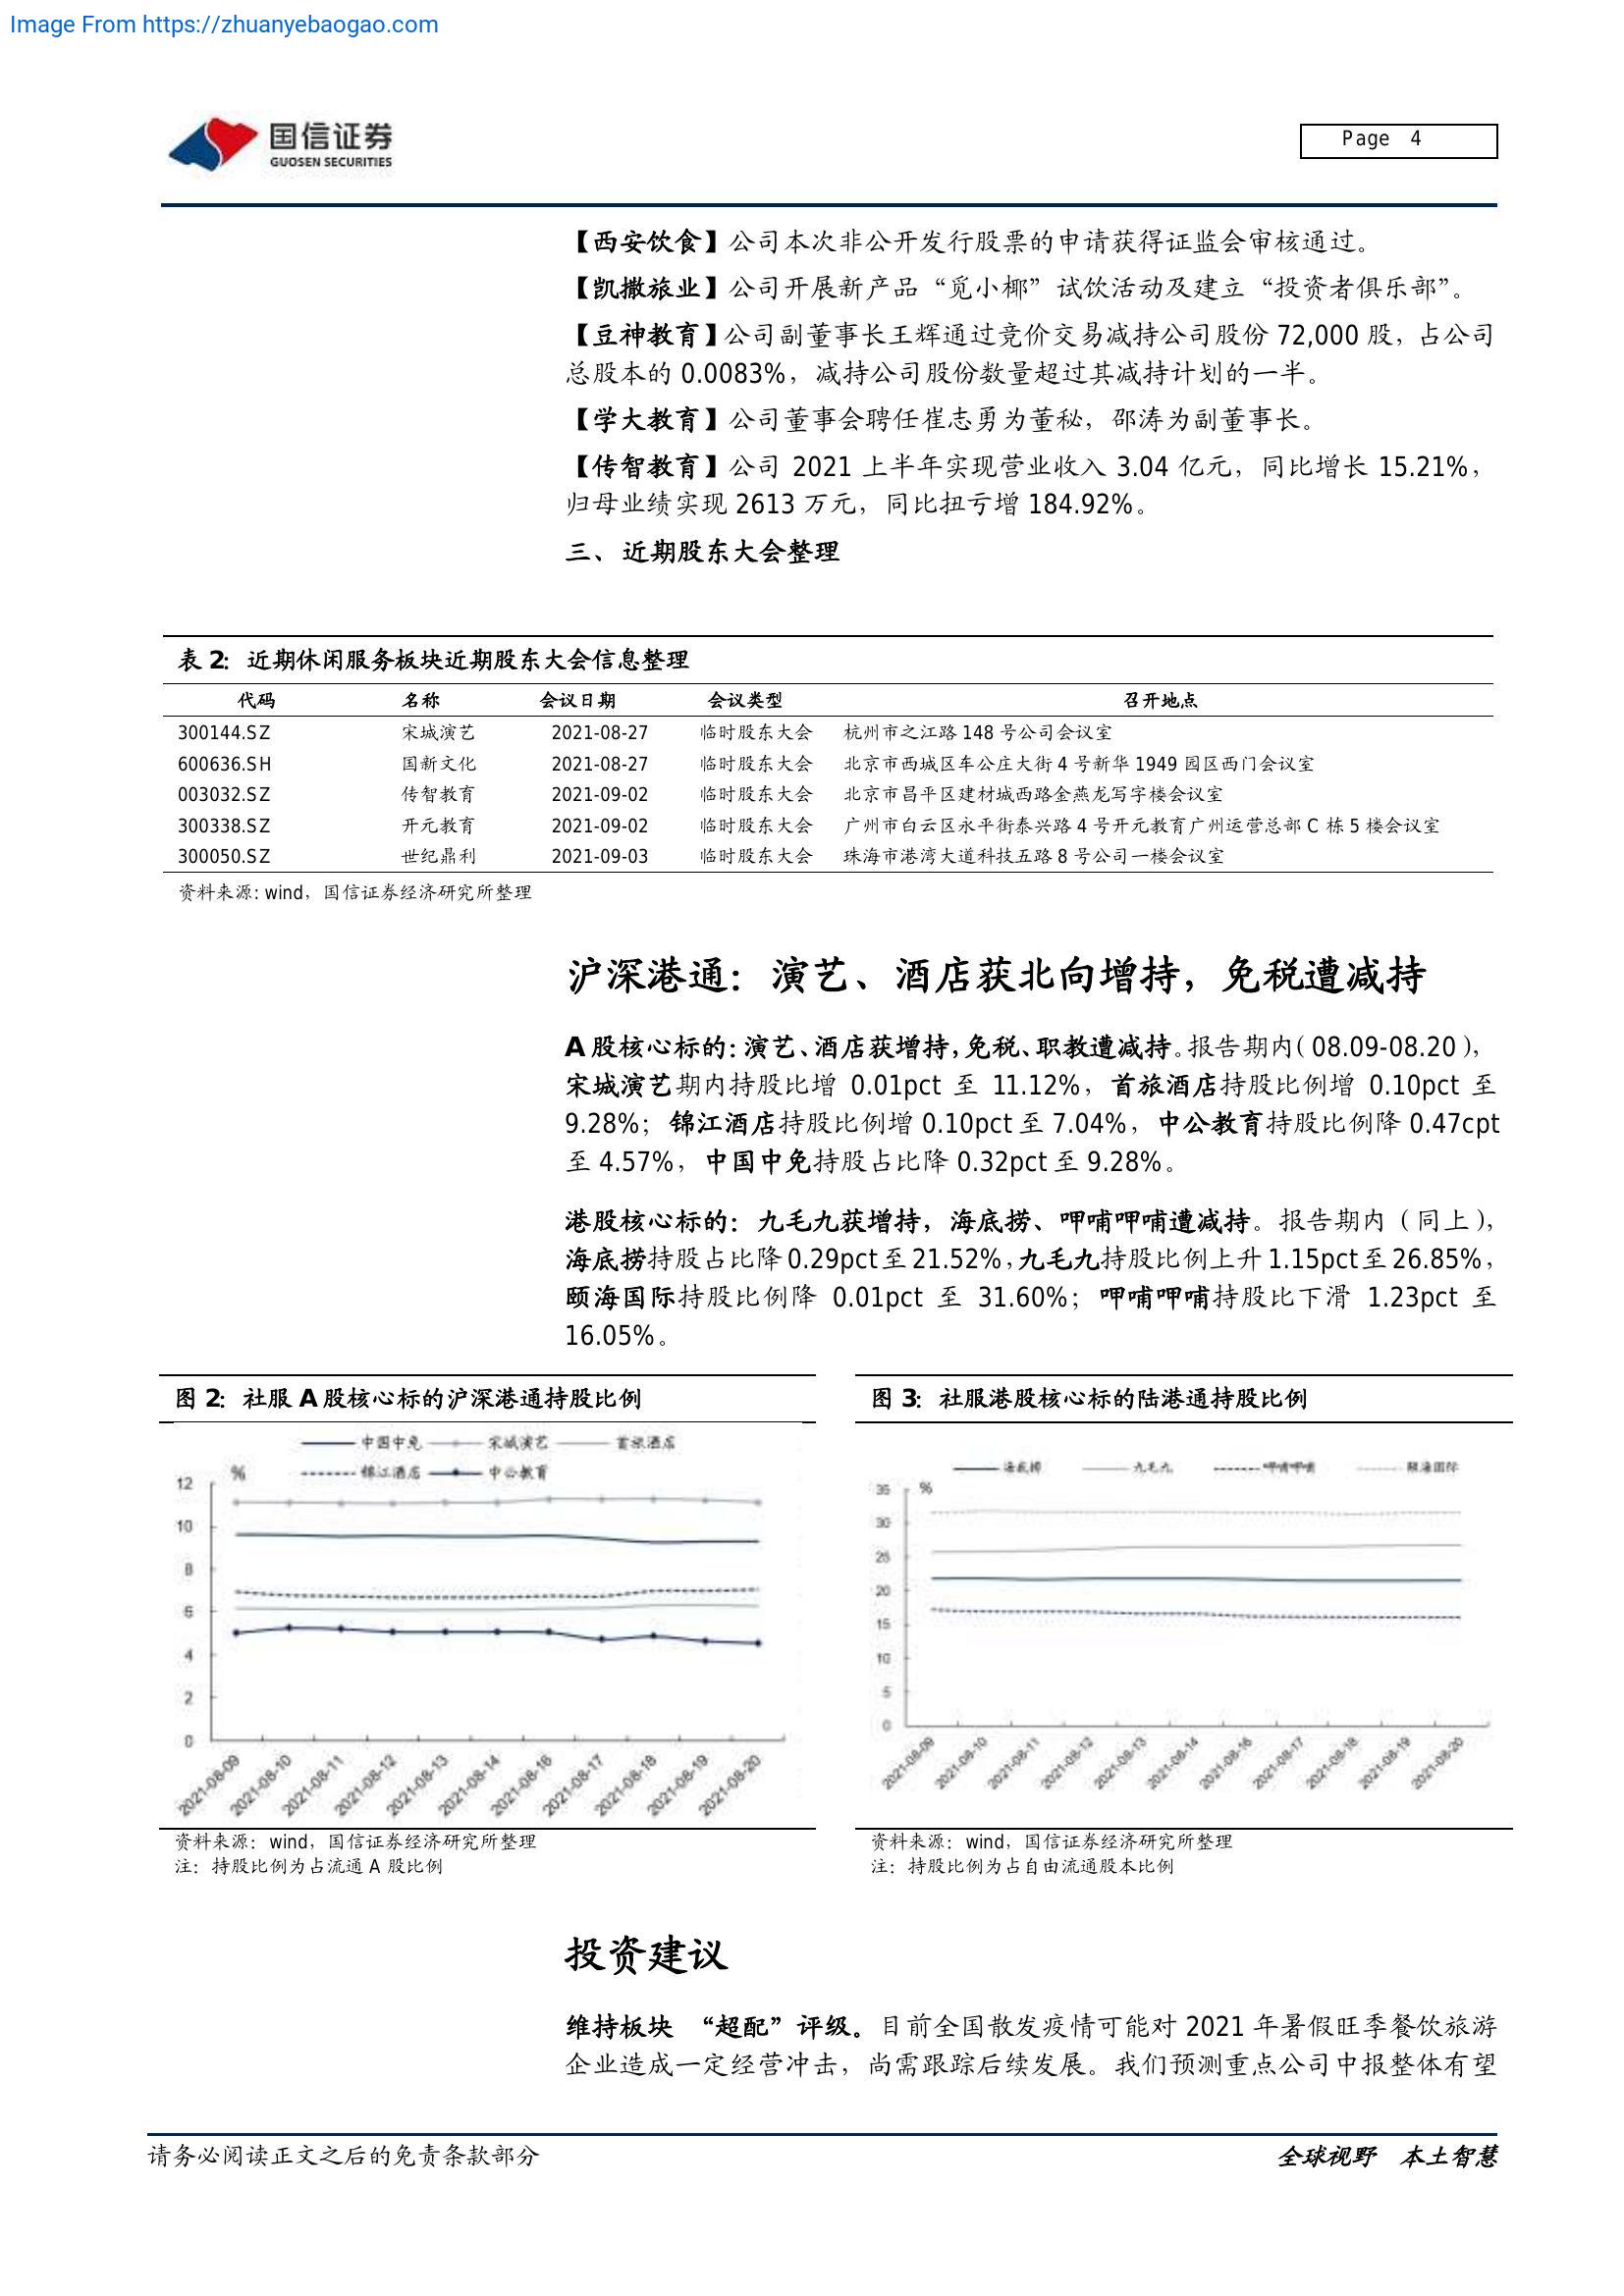 Image From https://zhuanyebaogao.com
国信证券
GUOSEN SECURITIES
Page 4
【西安饮食】公司本次非公开发行股票的申请获得证监会审核通过。
【凯撒旅业】公司开展新产品“觅小椰”试饮活动及建立“投资者俱乐部”。
【豆神教育】公司副董事长王辉通过竞价交易减持公司股份 72,000 股，占公司
总股本的 0.0083%，减持公司股份数量超过其减持计划的一半。
【学大教育】公司董事会聘任崔志勇为董秘，邵涛为副董事长。
【传智教育】公司 2021 上半年实现营业收入 3.04 亿元，同比增长 15.21%，
归母业绩实现 2613 万元，同比扭亏增 184.92%。
三、近期股东大会整理
表 2：近期休闲服务板块近期股东大会信息整理
代码 名称 会议日期 会议类型 召开地点
300144.SZ 宋城演艺 2021-08-27 临时股东大会 杭州市之江路 148 号公司会议室
600636.SH 国新文化 2021-08-27 临时股东大会 北京市西城区车公庄大街 4 号新华 1949 园区西门会议室
003032.SZ 传智教育 2021-09-02 临时股东大会 北京市昌平区建材城西路金燕龙写字楼会议室
300338.SZ 开元教育 2021-09-02 临时股东大会 广州市白云区永平街泰兴路 4 号开元教育广州运营总部 C 栋 5 楼会议室
300050.SZ 世纪鼎利 2021-09-03 临时股东大会 珠海市港湾大道科技五路 8 号公司一楼会议室
资料来源: wind，国信证券经济研究所整理
沪深港通：演艺、酒店获北向增持，免税遭减持
A 股核心标的：演艺、酒店获增持，免税、职教遭减持。报告期内（08.09-08.20），
宋城演艺期内持股比增 0.01pct 至 11.12%，首旅酒店持股比例增 0.10pct 至
9.28%；锦江酒店持股比例增 0.10pct 至 7.04%，中公教育持股比例降 0.47cpt
至 4.57%，中国中免持股占比降 0.32pct 至 9.28%。
港股核心标的：九毛九获增持，海底捞、呷哺呷哺遭减持。报告期内（同上），
海底捞持股占比降 0.29pct 至 21.52%，九毛九持股比例上升 1.15pct 至 26.85%，
颐海国际持股比例降 0.01pct 至 31.60%；呷哺呷哺持股比下滑 1.23pct 至
16.05%。
图 2：社服 A 股核心标的沪深港通持股比例
中国中免 宋城演艺 首旅酒店
锦江酒店 中公教育
%
12
10
8
6
4
2
0
2021-08-09 2021-08-10 2021-08-11 2021-08-12 2021-08-13 2021-08-14 2021-08-16 2021-08-17 2021-08-18 2021-08-19 2021-08-20
资料来源：wind，国信证券经济研究所整理
注：持股比例为占流通 A 股比例
图 3：社服港股核心标的陆港通持股比例
海底捞 九毛九 呷哺呷哺 颐海国际
%
35
30
25
20
15
10
5
0
2021-08-09 2021-08-10 2021-08-11 2021-08-12 2021-08-13 2021-08-14 2021-08-16 2021-08-17 2021-08-18 2021-08-19 2021-08-20
资料来源：wind，国信证券经济研究所整理
注：持股比例为占自由流通股本比例
投资建议
维持板块 “超配”评级。目前全国散发疫情可能对 2021 年暑假旺季餐饮旅游
企业造成一定经营冲击，尚需跟踪后续发展。我们预测重点公司中报整体有望
请务必阅读正文之后的免责条款部分
全球视野 本土智慧